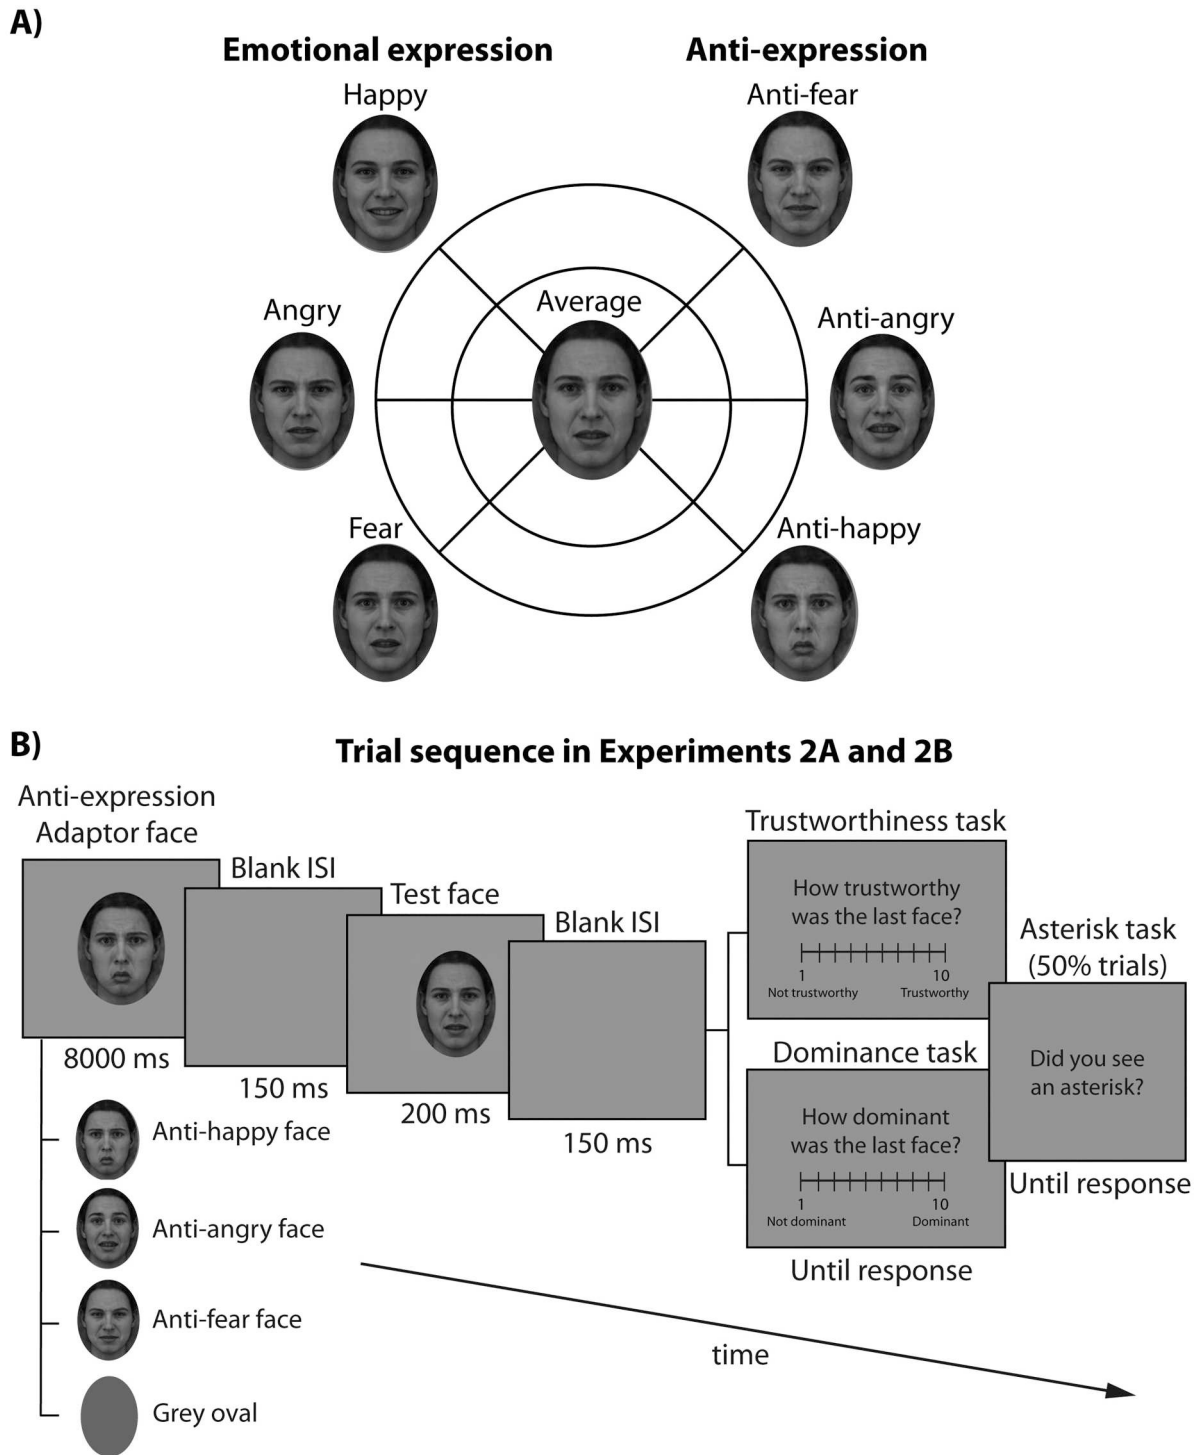 A)
Emotional expression
Anti-expression
Happy
Anti-fear
Angry
Average
Anti-angry
Fear
Anti-happy
B)
Trial sequence in Experiments 2A and 2B
Anti-expression
Adaptor face
8000 ms
Blank ISI
150 ms
Test face
200 ms
Blank ISI
150 ms
Trustworthiness task
How trustworthy
was the last face?
1
10
Not trustworthy
Trustworthy
Dominance task
How dominant
was the last face?
1
10
Not dominant
Dominant
Until response
Asterisk task
(50% trials)
Did you see
an asterisk?
Until response
Anti-happy face
Anti-angry face
Anti-fear face
Grey oval
time